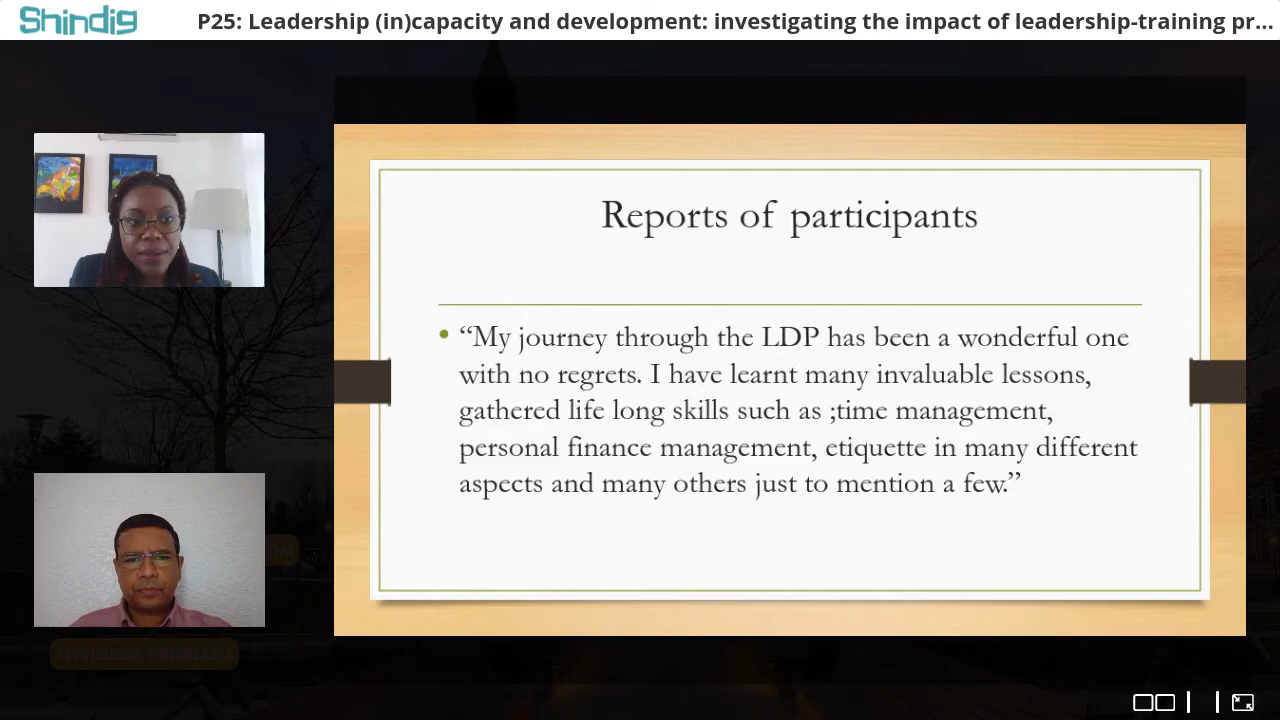 Shindig
P25: Leadership (in)capacity and development: investigating the impact of leadership-training pr...
Reports of participants
• “My journey through the LDP has been a wonderful one
with no regrets. I have learnt many invaluable lessons,
gathered life long skills such as ;time management,
personal finance management, etiquette in many different
aspects and many others just to mention a few.”